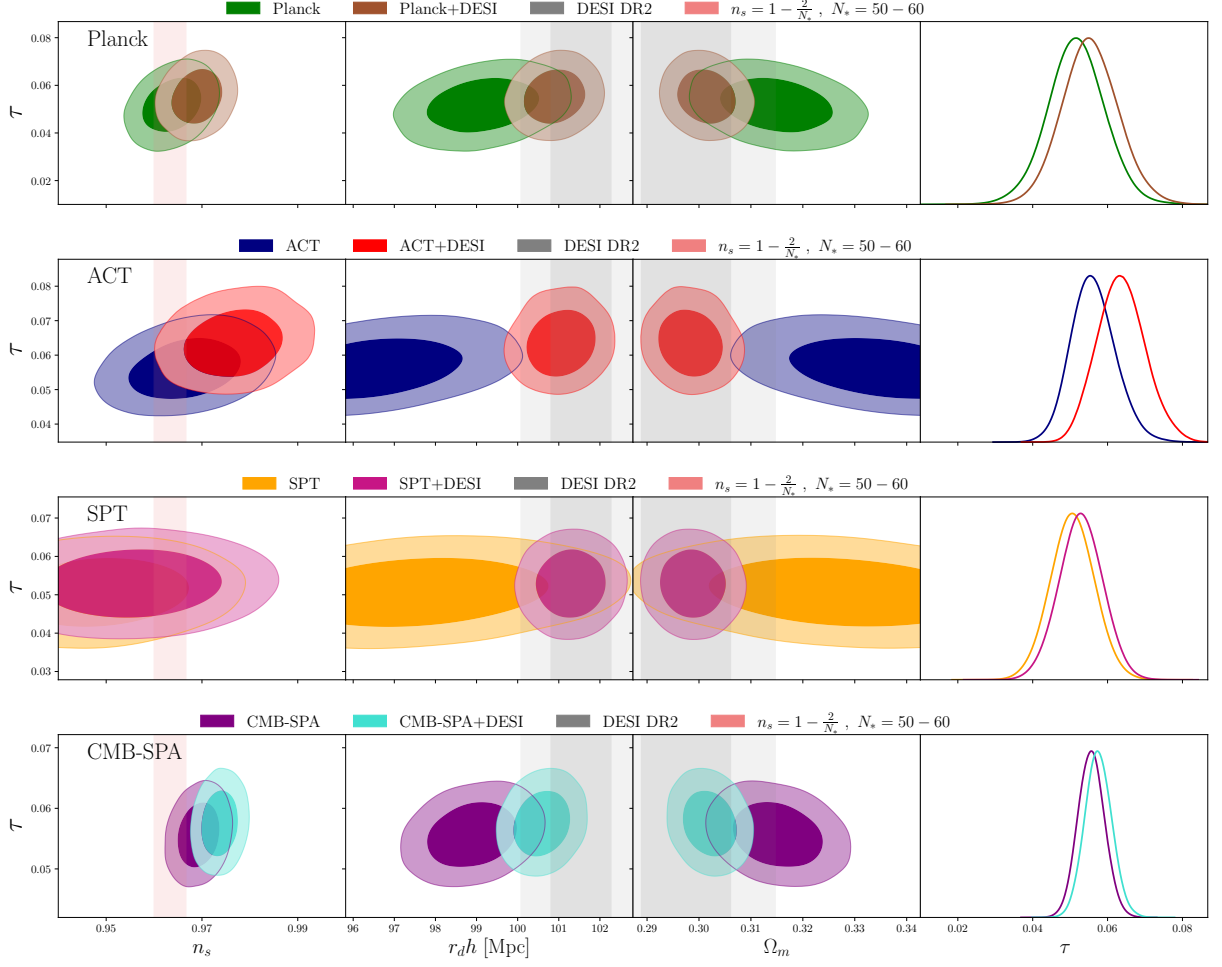 Planck Planck+DESI DESI DR2 $n_s = 1 - \frac{2}{N_*}$ , $N_* = 50 - 60$
Planck
τ
0.08
0.06
0.04
0.02
ACT ACT+DESI DESI DR2 $n_s = 1 - \frac{2}{N_*}$ , $N_* = 50 - 60$
ACT
τ
0.08
0.07
0.06
0.05
0.04
SPT SPT+DESI DESI DR2 $n_s = 1 - \frac{2}{N_*}$ , $N_* = 50 - 60$
SPT
τ
0.07
0.06
0.05
0.04
0.03
CMB-SPA CMB-SPA+DESI DESI DR2 $n_s = 1 - \frac{2}{N_*}$ , $N_* = 50 - 60$
CMB-SPA
τ
0.07
0.06
0.05
0.95 0.97 0.99 96 97 98 99 100 101 102 0.29 0.30 0.31 0.32 0.33 0.34 0.02 0.04 0.06 0.08
$n_s$ $r_d h$ [Mpc] $\Omega_m$ τ